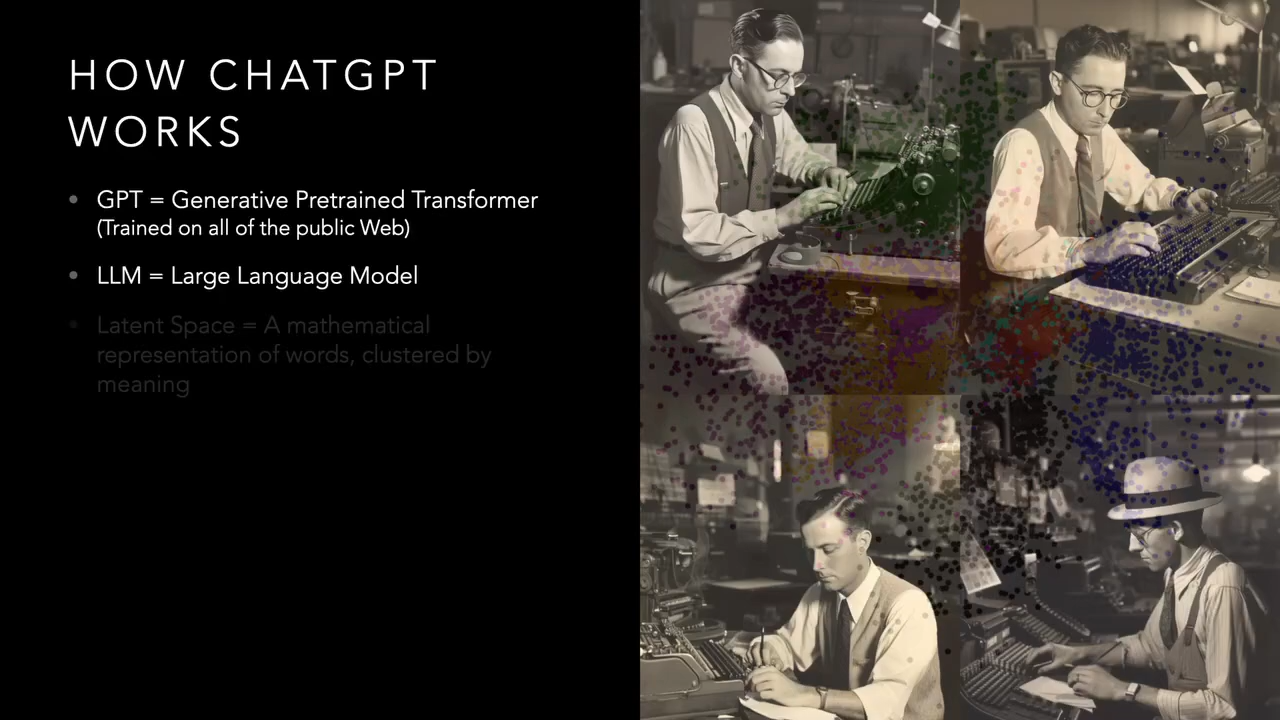 HOW CHATGPT
WORKS
GPT = Generative Pretrained Transformer
(Trained on all of the public Web)
LLM = Large Language Model
Latent Space = A mathematical
representation of words, clustered by
meaning